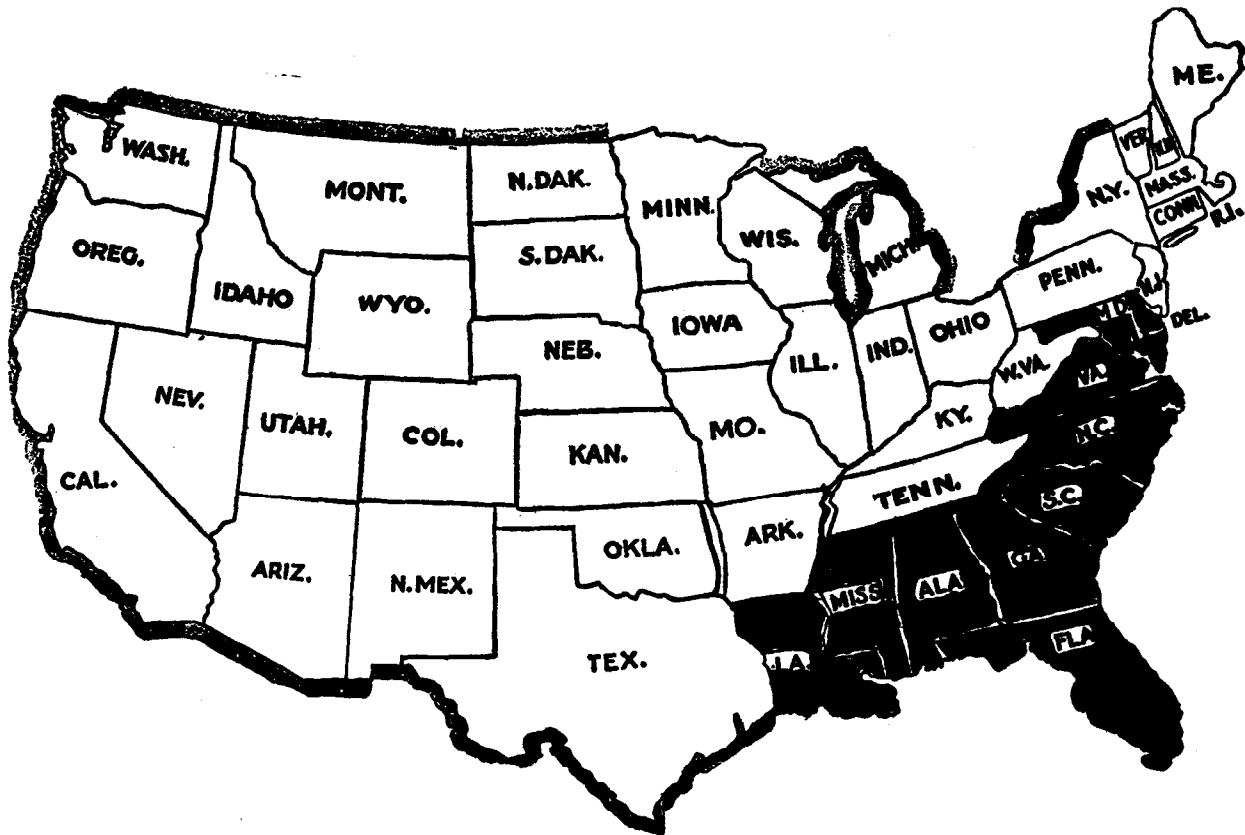 ME.
WASH.
MONT.
N.DAK.
MINN.
VER.
N.H.
N.Y.
MASS.
CONN.
R.I.
OREG.
IDAHO
WYO.
S.DAK.
WIS.
MICH.
PENN.
N.J.
IOWA
NEB.
ILL.
IND.
OHIO
MD.
DEL.
NEV.
UTAH.
COL.
KAN.
MO.
KY.
W.VA.
VA.
N.C.
CAL.
ARIZ.
N.MEX.
OKLA.
ARK.
TENN.
S.C.
GA
MISS.
ALA
TEX.
LA.
FLA